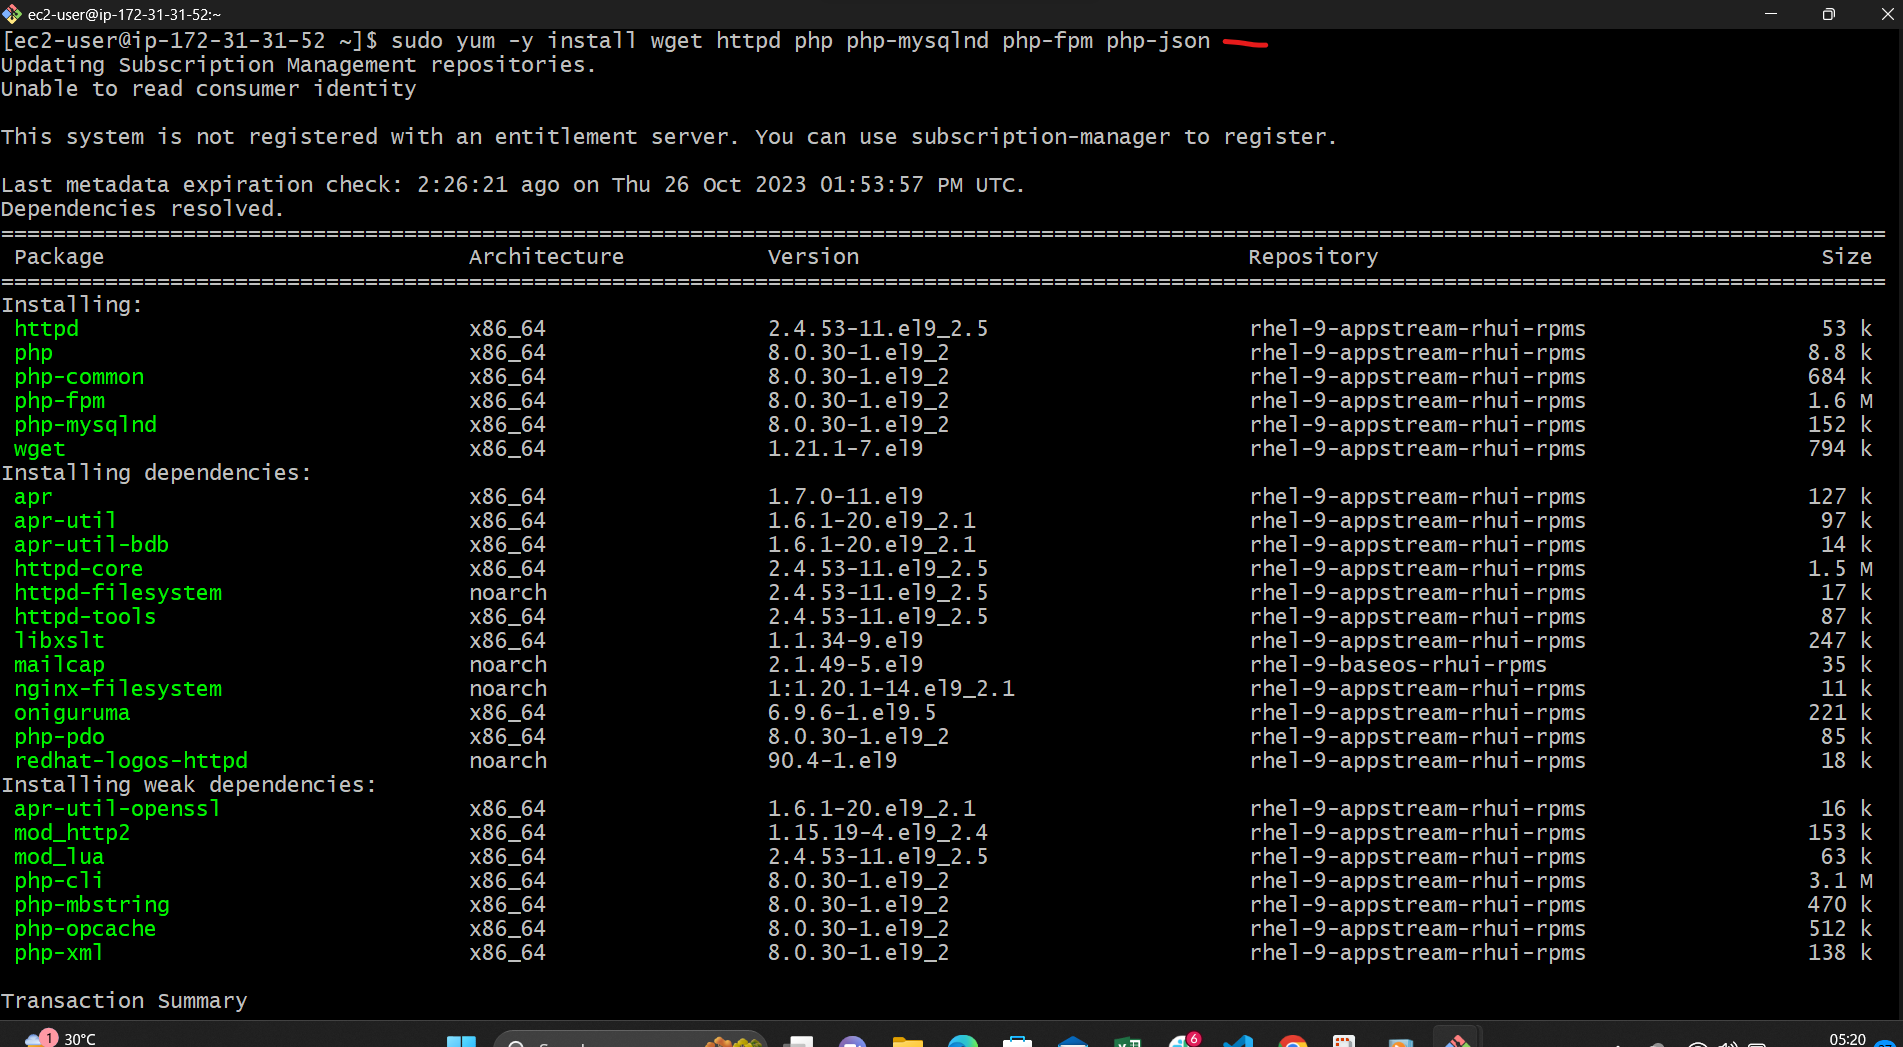 ec2-user@ip-172-31-31-52:~
[ec2-user@ip-172-31-31-52 ~]$ sudo yum -y install wget httpd php php-mysqlnd php-fpm php-json
Updating Subscription Management repositories.
Unable to read consumer identity
This system is not registered with an entitlement server. You can use subscription-manager to register.
Last metadata expiration check: 2:26:21 ago on Thu 26 Oct 2023 01:53:57 PM UTC.
Dependencies resolved.
Package Architecture Version Repository Size
Installing:
httpd x86_64 2.4.53-11.el9_2.5 rhel-9-appstream-rhui-rpms 53 k
php x86_64 8.0.30-1.el9_2 rhel-9-appstream-rhui-rpms 8.8 k
php-common x86_64 8.0.30-1.el9_2 rhel-9-appstream-rhui-rpms 684 k
php-fpm x86_64 8.0.30-1.el9_2 rhel-9-appstream-rhui-rpms 1.6 M
php-mysqlnd x86_64 8.0.30-1.el9_2 rhel-9-appstream-rhui-rpms 152 k
wget x86_64 1.21.1-7.el9 rhel-9-appstream-rhui-rpms 794 k
Installing dependencies:
apr x86_64 1.7.0-11.el9 rhel-9-appstream-rhui-rpms 127 k
apr-util x86_64 1.6.1-20.el9_2.1 rhel-9-appstream-rhui-rpms 97 k
apr-util-bdb x86_64 1.6.1-20.el9_2.1 rhel-9-appstream-rhui-rpms 14 k
httpd-core x86_64 2.4.53-11.el9_2.5 rhel-9-appstream-rhui-rpms 1.5 M
httpd-filesystem noarch 2.4.53-11.el9_2.5 rhel-9-appstream-rhui-rpms 17 k
httpd-tools x86_64 2.4.53-11.el9_2.5 rhel-9-appstream-rhui-rpms 87 k
libxslt x86_64 1.1.34-9.el9 rhel-9-appstream-rhui-rpms 247 k
mailcap noarch 2.1.49-5.el9 rhel-9-baseos-rhui-rpms 35 k
nginx-filesystem noarch 1:1.20.1-14.el9_2.1 rhel-9-appstream-rhui-rpms 11 k
oniguruma x86_64 6.9.6-1.el9.5 rhel-9-appstream-rhui-rpms 221 k
php-pdo x86_64 8.0.30-1.el9_2 rhel-9-appstream-rhui-rpms 85 k
redhat-logos-httpd noarch 90.4-1.el9 rhel-9-appstream-rhui-rpms 18 k
Installing weak dependencies:
apr-util-openssl x86_64 1.6.1-20.el9_2.1 rhel-9-appstream-rhui-rpms 16 k
mod_http2 x86_64 1.15.19-4.el9_2.4 rhel-9-appstream-rhui-rpms 153 k
mod_lua x86_64 2.4.53-11.el9_2.5 rhel-9-appstream-rhui-rpms 63 k
php-cli x86_64 8.0.30-1.el9_2 rhel-9-appstream-rhui-rpms 3.1 M
php-mbstring x86_64 8.0.30-1.el9_2 rhel-9-appstream-rhui-rpms 470 k
php-opcache x86_64 8.0.30-1.el9_2 rhel-9-appstream-rhui-rpms 512 k
php-xml x86_64 8.0.30-1.el9_2 rhel-9-appstream-rhui-rpms 138 k
Transaction Summary
1 30°C 6 05:20